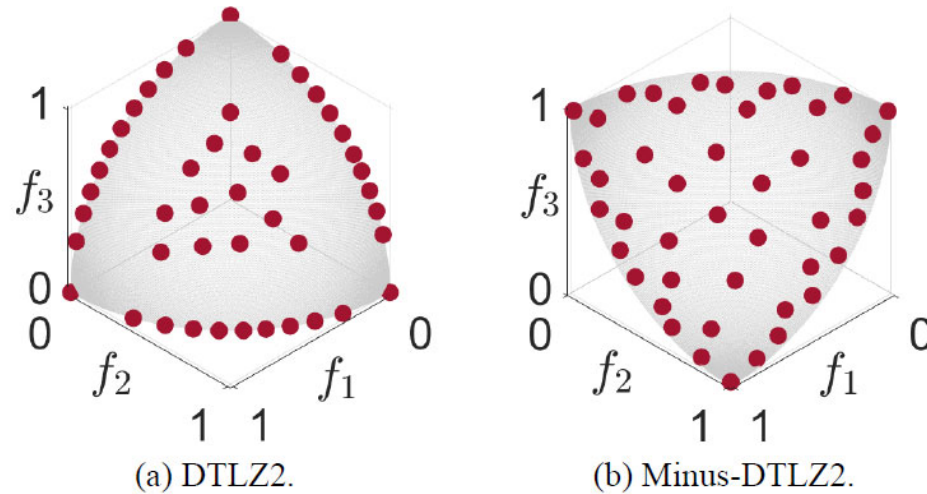 1
1
f₃
f₃
0
0
0
0
0
0
f₂
f₁
f₂
f₁
1 1
1 1
(a) DTLZ2.
(b) Minus-DTLZ2.